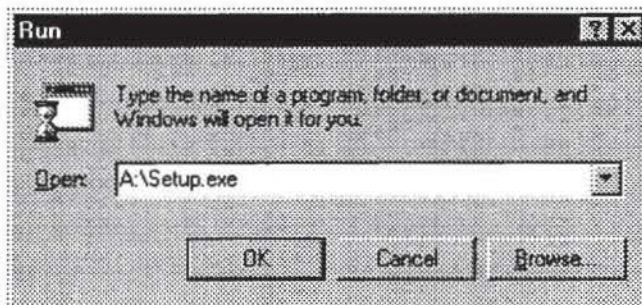 Run
Type the name of a program, folder, or document, and
Windows will open it for you.
Open: A:\Setup.exe
OK Cancel Browse...